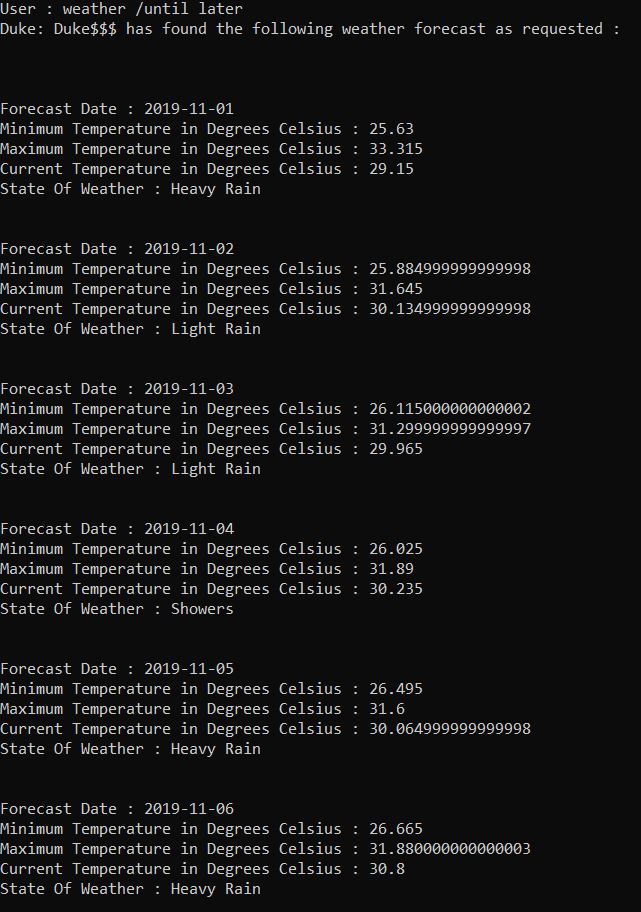 User : weather /until later
Duke: Duke$$$ has found the following weather forecast as requested :
Forecast Date : 2019-11-01
Minimum Temperature in Degrees Celsius : 25.63
Maximum Temperature in Degrees Celsius : 33.315
Current Temperature in Degrees Celsius : 29.15
State Of Weather : Heavy Rain
Forecast Date : 2019-11-02
Minimum Temperature in Degrees Celsius : 25.884999999999998
Maximum Temperature in Degrees Celsius : 31.645
Current Temperature in Degrees Celsius : 30.134999999999998
State Of Weather : Light Rain
Forecast Date : 2019-11-03
Minimum Temperature in Degrees Celsius : 26.115000000000002
Maximum Temperature in Degrees Celsius : 31.299999999999997
Current Temperature in Degrees Celsius : 29.965
State Of Weather : Light Rain
Forecast Date : 2019-11-04
Minimum Temperature in Degrees Celsius : 26.025
Maximum Temperature in Degrees Celsius : 31.89
Current Temperature in Degrees Celsius : 30.235
State Of Weather : Showers
Forecast Date : 2019-11-05
Minimum Temperature in Degrees Celsius : 26.495
Maximum Temperature in Degrees Celsius : 31.6
Current Temperature in Degrees Celsius : 30.064999999999998
State Of Weather : Heavy Rain
Forecast Date : 2019-11-06
Minimum Temperature in Degrees Celsius : 26.665
Maximum Temperature in Degrees Celsius : 31.880000000000003
Current Temperature in Degrees Celsius : 30.8
State Of Weather : Heavy Rain